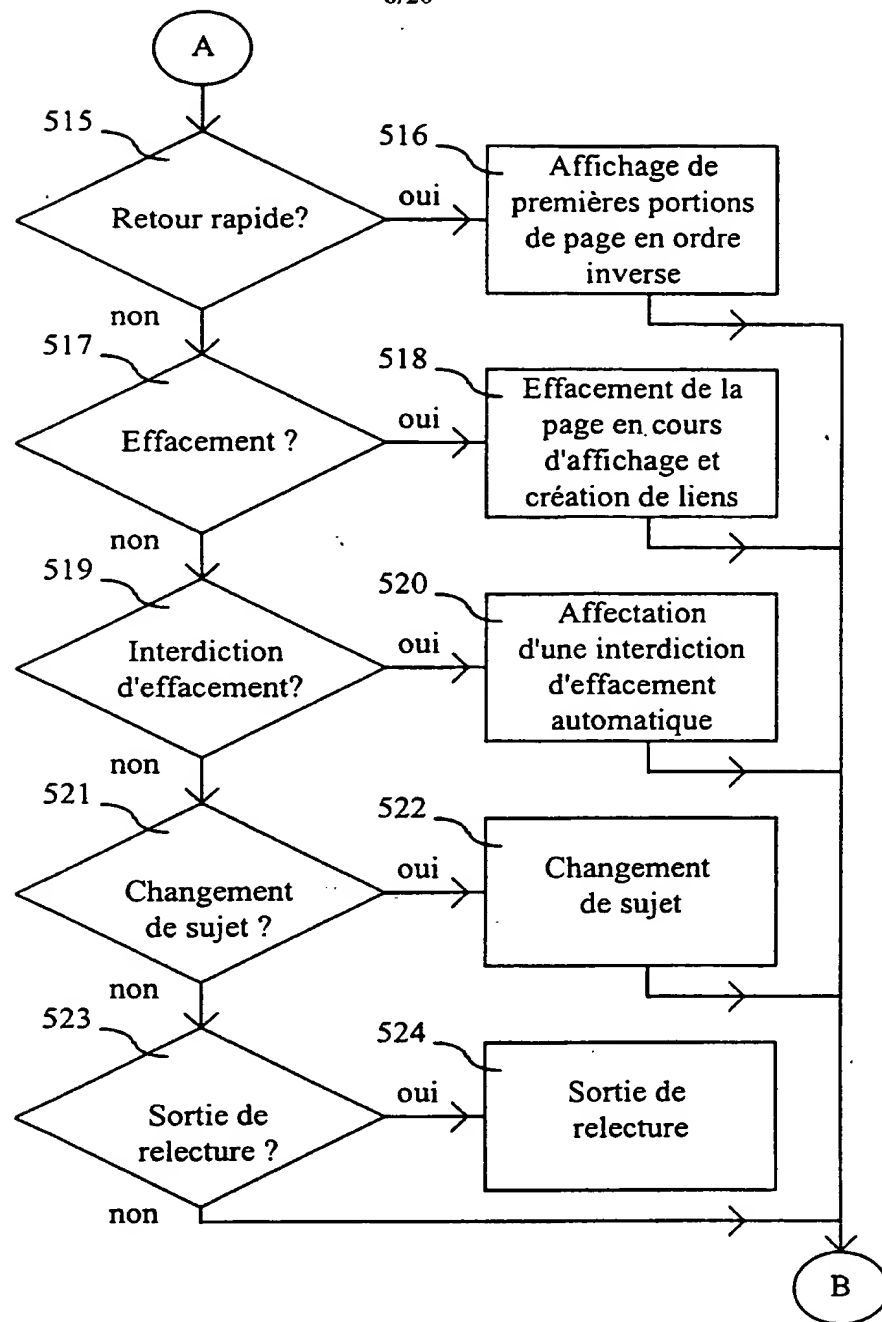 A
515
Retour rapide?
oui
non
516
Affichage de
premières portions
de page en ordre
inverse
517
Effacement ?
oui
non
518
Effacement de la
page en cours
d'affichage et
création de liens
519
Interdiction
d'effacement?
oui
non
520
Affectation
d'une interdiction
d'effacement
automatique
521
Changement
de sujet ?
oui
non
522
Changement
de sujet
523
Sortie de
relecture ?
oui
non
524
Sortie de
relecture
B